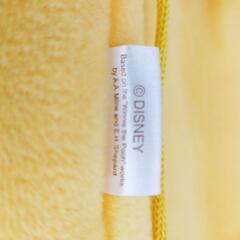 © DISNEY
Based on the "Winnie the Pooh" works
by A.A. Milne and E.H. Shepard